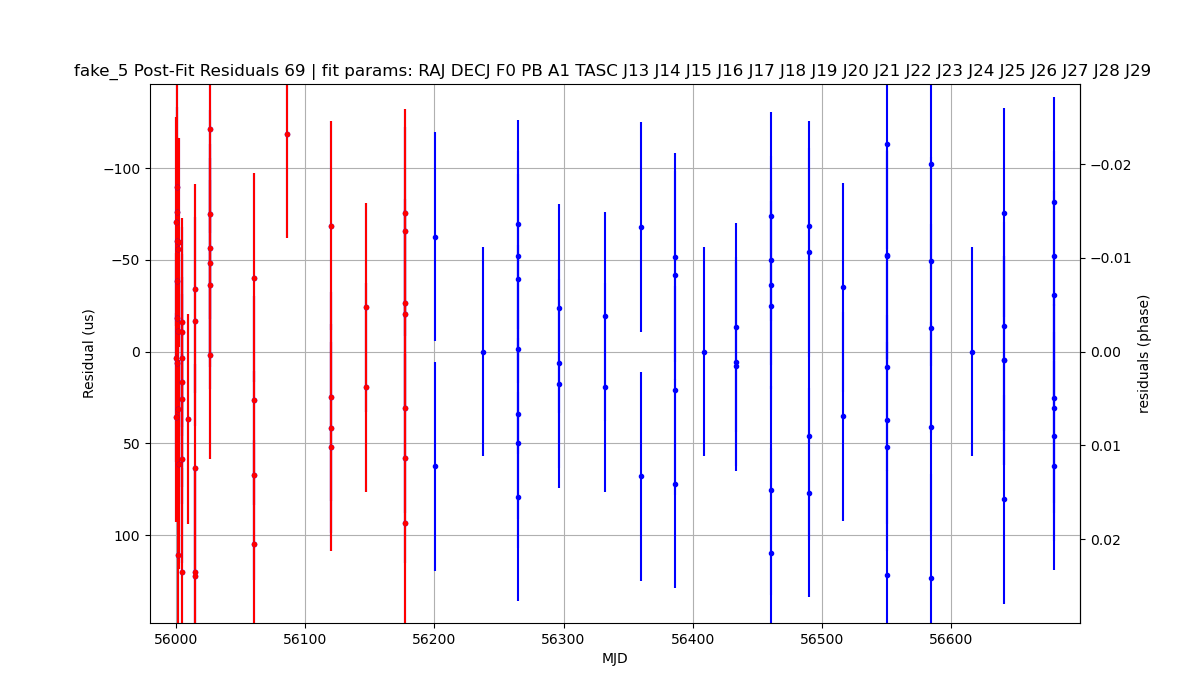 fake_5 Post-Fit Residuals 69 | fit params: RAJ DECJ F0 PB A1 TASC J13 J14 J15 J16 J17 J18 J19 J20 J21 J22 J23 J24 J25 J26 J27 J28 J29
−100
−50
0
50
100
Residual (us)
−0.02
−0.01
0.00
0.01
0.02
residuals (phase)
56000 56100 56200 56300 56400 56500 56600
MJD